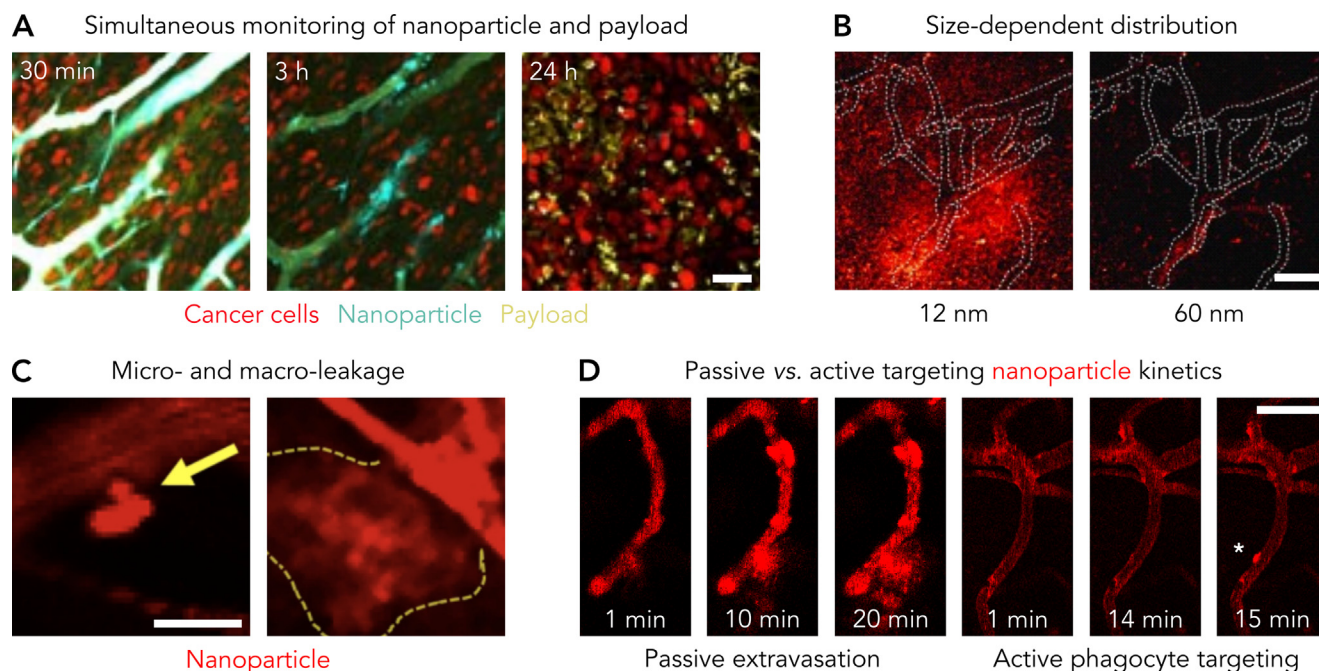 A Simultaneous monitoring of nanoparticle and payload
30 min 3 h 24 h
Cancer cells Nanoparticle Payload
B Size-dependent distribution
12 nm 60 nm
C Micro- and macro-leakage
Nanoparticle
D Passive vs. active targeting nanoparticle kinetics
1 min 10 min 20 min 1 min 14 min * 15 min
Passive extravasation Active phagocyte targeting